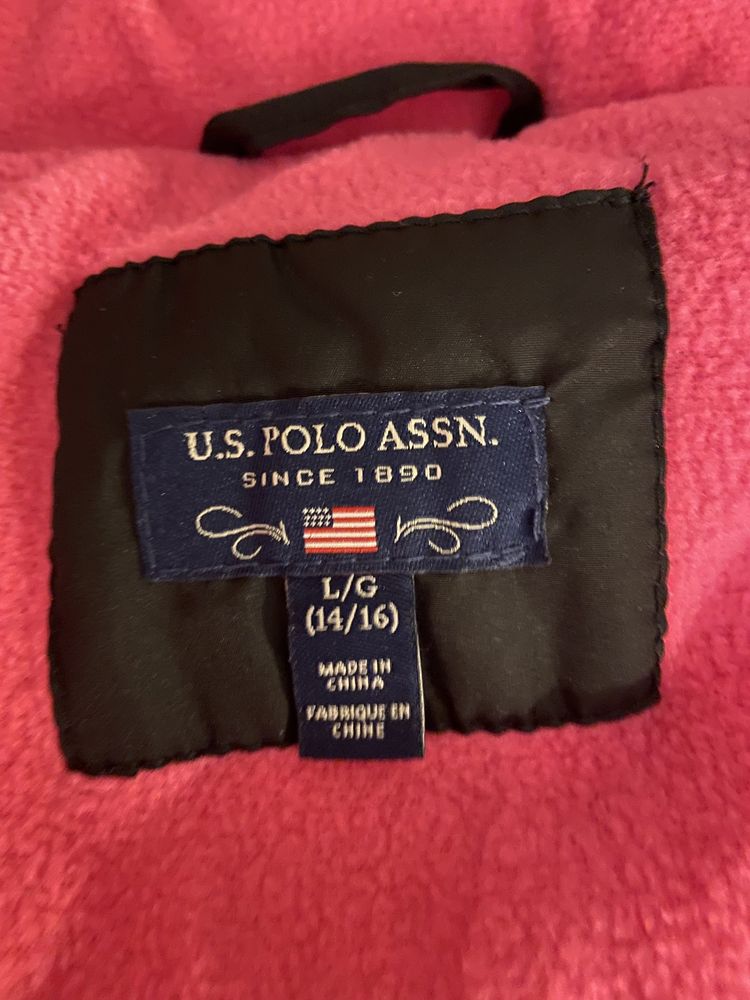 U.S. POLO ASSN.
SINCE 1890
L/G
(14/16)
MADE IN
CHINA
FABRIQUE EN
CHINE